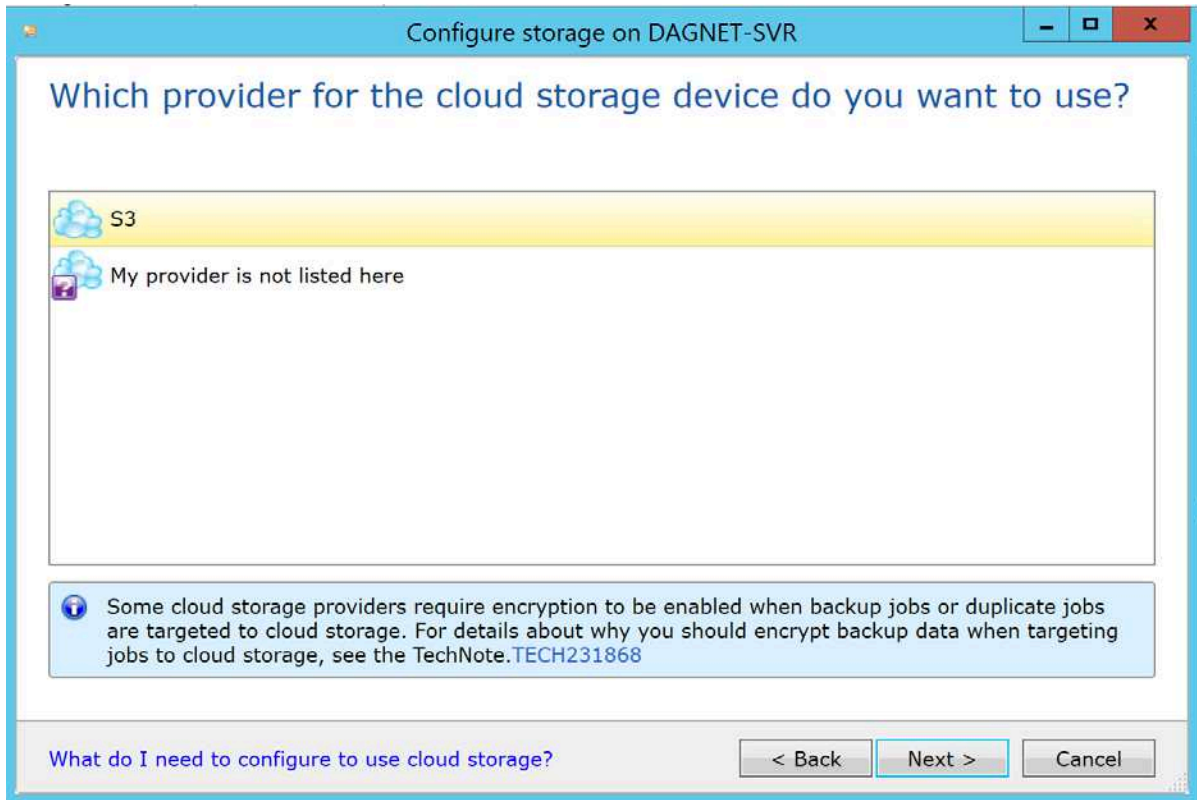 Configure storage on DAGNET-SVR
Which provider for the cloud storage device do you want to use?
S3
My provider is not listed here
Some cloud storage providers require encryption to be enabled when backup jobs or duplicate jobs
are targeted to cloud storage. For details about why you should encrypt backup data when targeting
jobs to cloud storage, see the TechNote.TECH231868
What do I need to configure to use cloud storage?
< Back
Next >
Cancel